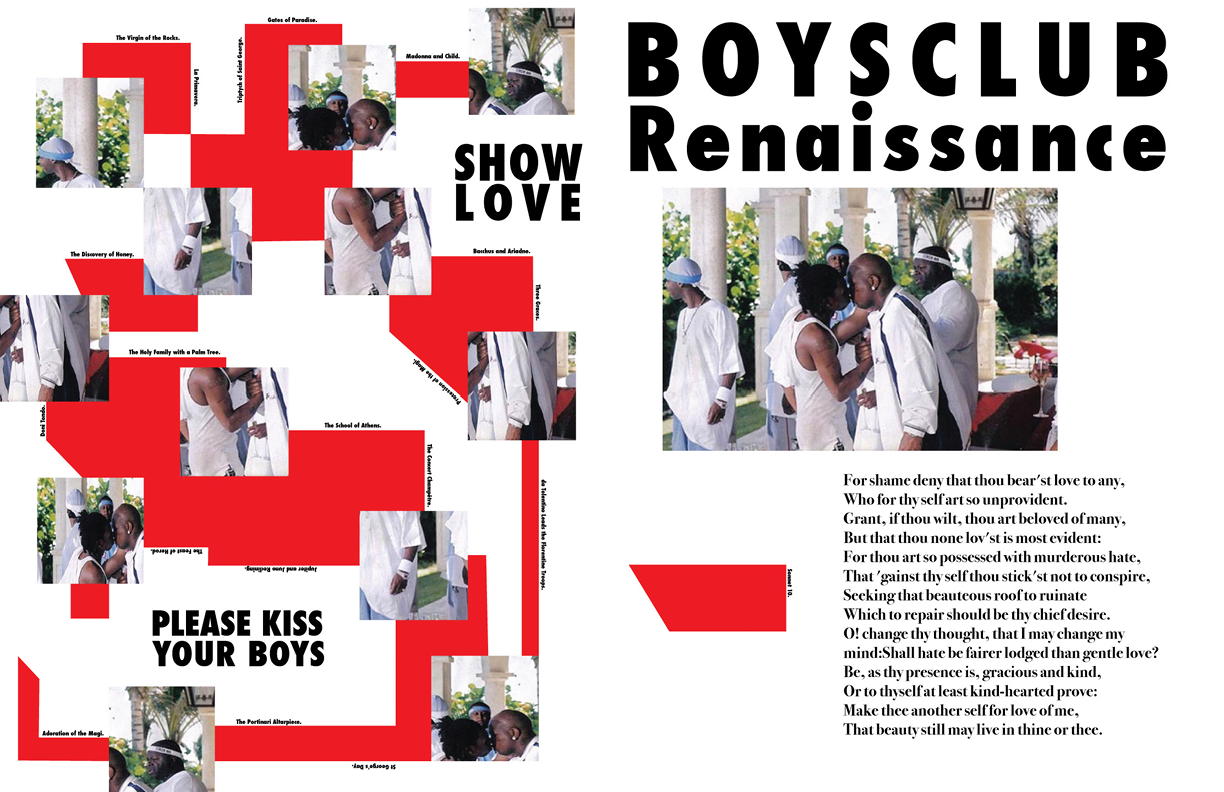 Gates of Paradise.
The Virgin of the Rocks.
La Primavera.
Triptych of Saint George.
Madonna and Child.
SHOW
LOVE
The Discovery of Honey.
Bacchus and Ariadne.
Three Graces.
Procession of the Magi.
The Holy Family with a Palm Tree.
Doni Tondo.
The School of Athens.
The Concert Champêtre.
da Tolentino Leads the Florentine Troops.
The Feast of Herod.
Jupiter and Juno Reclining.
PLEASE KISS
YOUR BOYS
The Portinari Altarpiece.
Adoration of the Magi.
St George's Day.
BOYSCLUB
Renaissance
For shame deny that thou bear'st love to any,
Who for thy self art so unprovident.
Grant, if thou wilt, thou art beloved of many,
But that thou none lov'st is most evident:
For thou art so possessed with murderous hate,
That 'gainst thy self thou stick'st not to conspire,
Seeking that beauteous roof to ruinate
Which to repair should be thy chief desire.
O! change thy thought, that I may change my
mind:Shall hate be fairer lodged than gentle love?
Be, as thy presence is, gracious and kind,
Or to thyself at least kind-hearted prove:
Make thee another self for love of me,
That beauty still may live in thine or thee.
Sonnet 10.